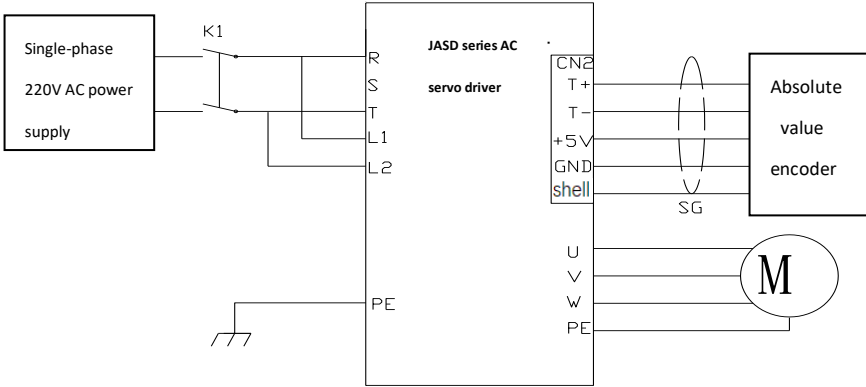 Single-phase
220V AC power
supply
K1
JASD series AC
servo driver
R
S
T
L1
L2
PE
CN2
T+
T-
+5V
GND
shell
SG
Absolute
value
encoder
U
V
W
PE
M